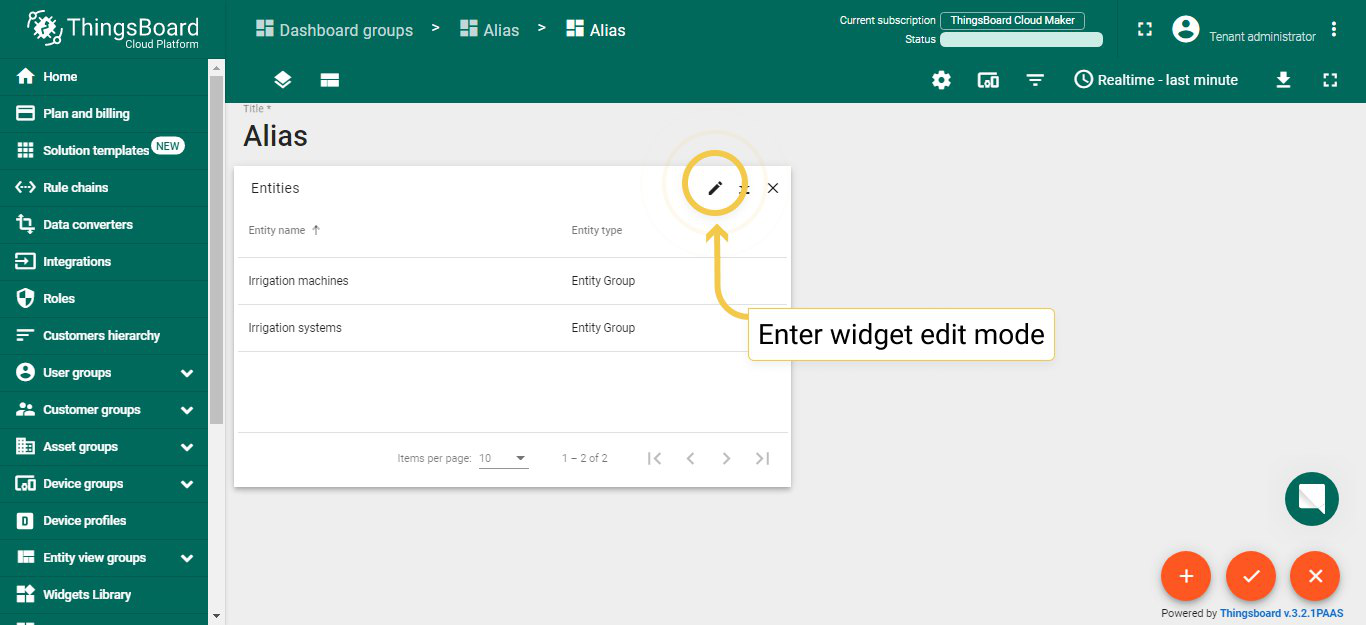 ThingsBoard
Cloud Platform
Dashboard groups > Alias > Alias
Current subscription ThingsBoard Cloud Maker
Status
Tenant administrator
Realtime - last minute
Home
Plan and billing
Solution templates NEW
Rule chains
Data converters
Integrations
Roles
Customers hierarchy
User groups
Customer groups
Asset groups
Device groups
Device profiles
Entity view groups
Widgets Library
Title *
Alias
Entities
Entity name Entity type
Irrigation machines Entity Group
Irrigation systems Entity Group
Enter widget edit mode
Items per page: 10 1 – 2 of 2
Powered by Thingsboard v.3.2.1PAAS